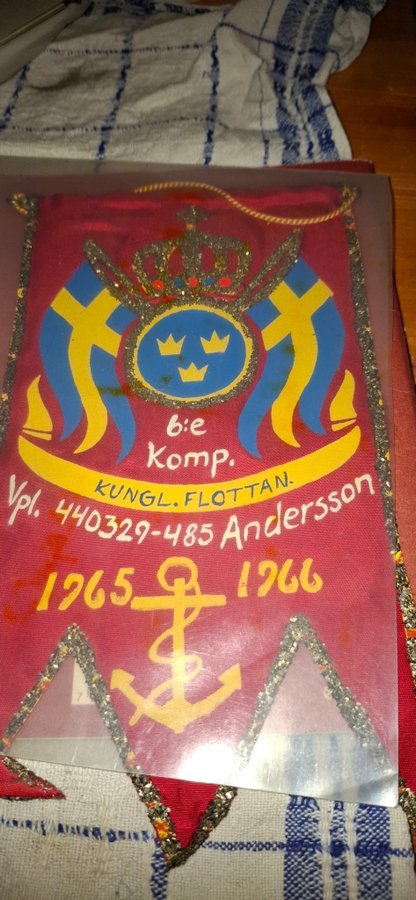 6:e
Komp.
KUNGL. FLOTTAN.
Vpl. 440329-485 Andersson
1965 1966